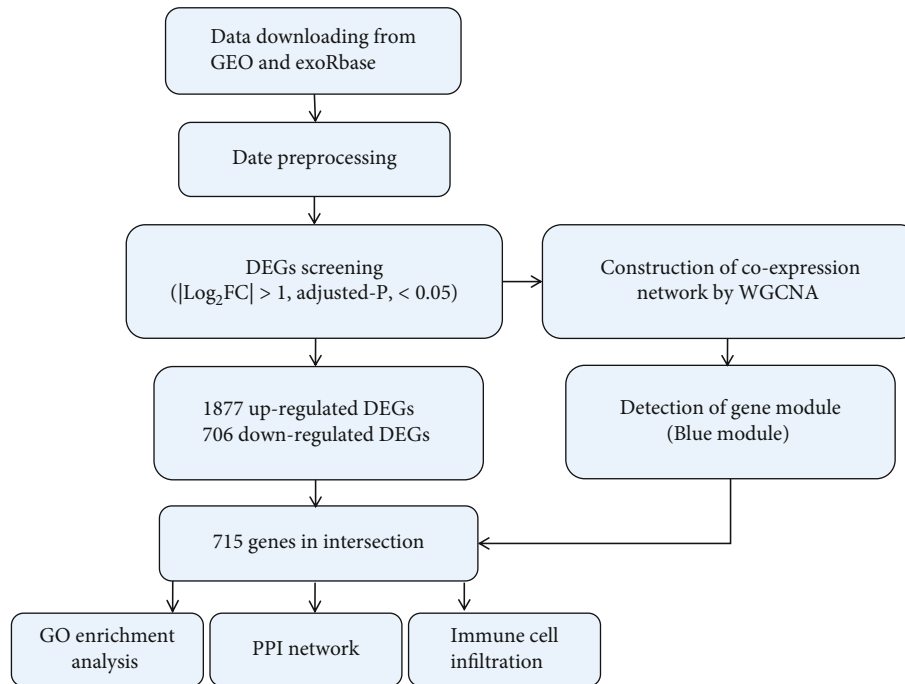 Data downloading from
GEO and exoRbase
Date preprocessing
DEGs screening
(|Log₂FC| > 1, adjusted-P, < 0.05)
Construction of co-expression
network by WGCNA
1877 up-regulated DEGs
706 down-regulated DEGs
Detection of gene module
(Blue module)
715 genes in intersection
GO enrichment
analysis
PPI network
Immune cell
infiltration